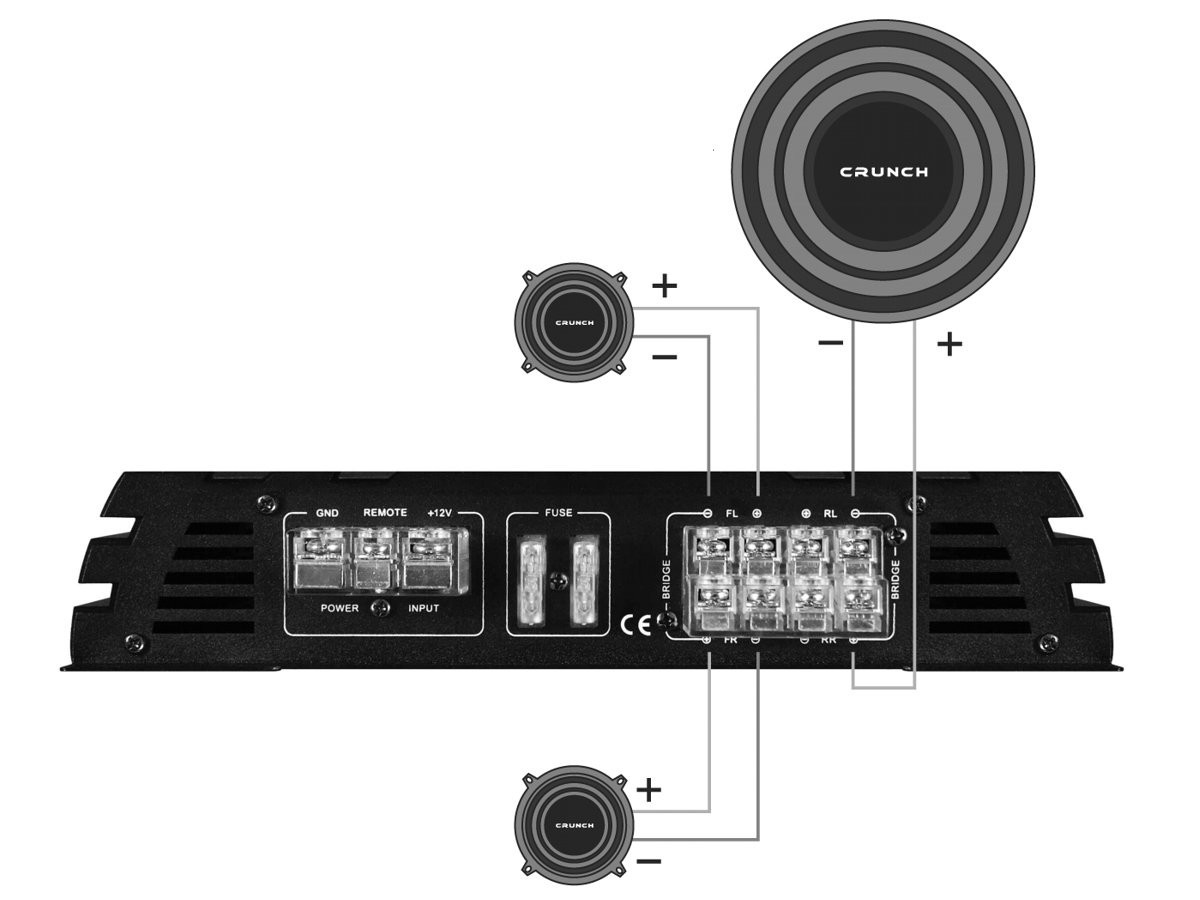 CRUNCH
CRUNCH
+
−
−
+
GND REMOTE +12V
FUSE
⊖ FL ⊕ ⊕ RL ⊖
BRIDGE
BRIDGE
POWER INPUT
CE
⊕ FR ⊖ ⊖ RR ⊕
CRUNCH
+
−